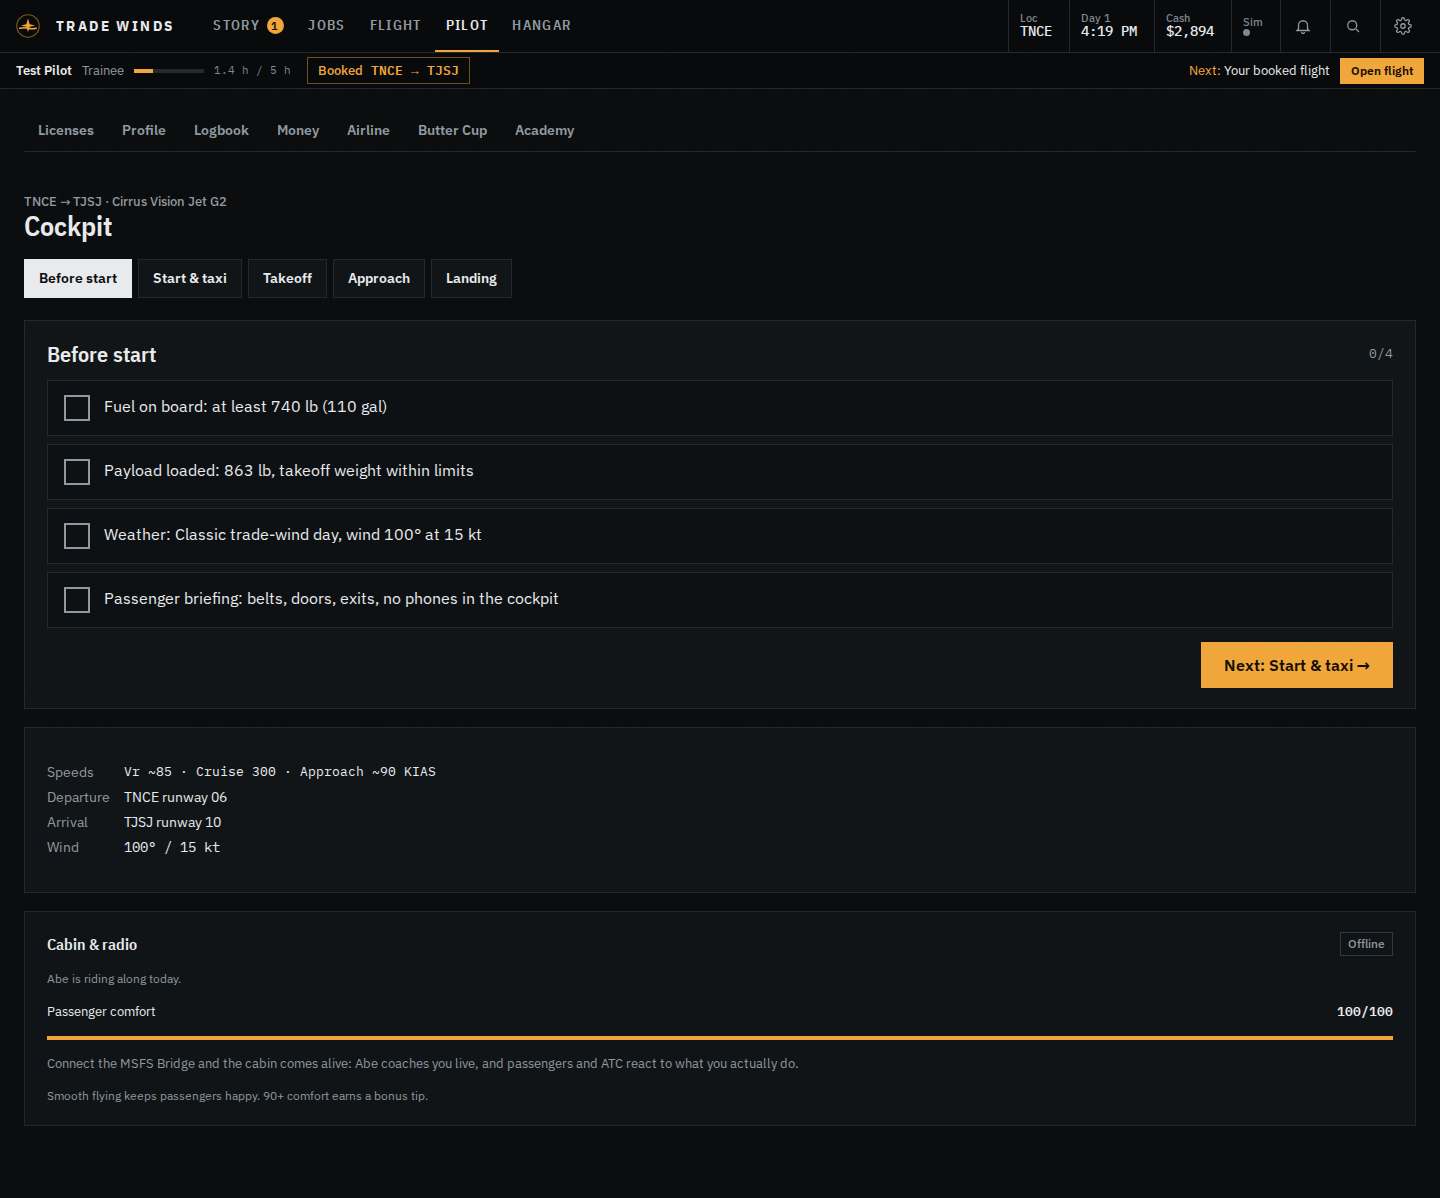 TRADE WINDS
STORY 1 JOBS FLIGHT PILOT HANGAR
Loc TNCE
Day 1 4:19 PM
Cash $2,894
Sim
Test Pilot Trainee 1.4 h / 5 h Booked TNCE → TJSJ
Next: Your booked flight Open flight
Licenses Profile Logbook Money Airline Butter Cup Academy
TNCE → TJSJ · Cirrus Vision Jet G2
Cockpit
Before start Start & taxi Takeoff Approach Landing
Before start 0/4
Fuel on board: at least 740 lb (110 gal)
Payload loaded: 863 lb, takeoff weight within limits
Weather: Classic trade-wind day, wind 100° at 15 kt
Passenger briefing: belts, doors, exits, no phones in the cockpit
Next: Start & taxi →
Speeds Vr ~85 · Cruise 300 · Approach ~90 KIAS
Departure TNCE runway 06
Arrival TJSJ runway 10
Wind 100° / 15 kt
Cabin & radio Offline
Abe is riding along today.
Passenger comfort 100/100
Connect the MSFS Bridge and the cabin comes alive: Abe coaches you live, and passengers and ATC react to what you actually do.
Smooth flying keeps passengers happy. 90+ comfort earns a bonus tip.